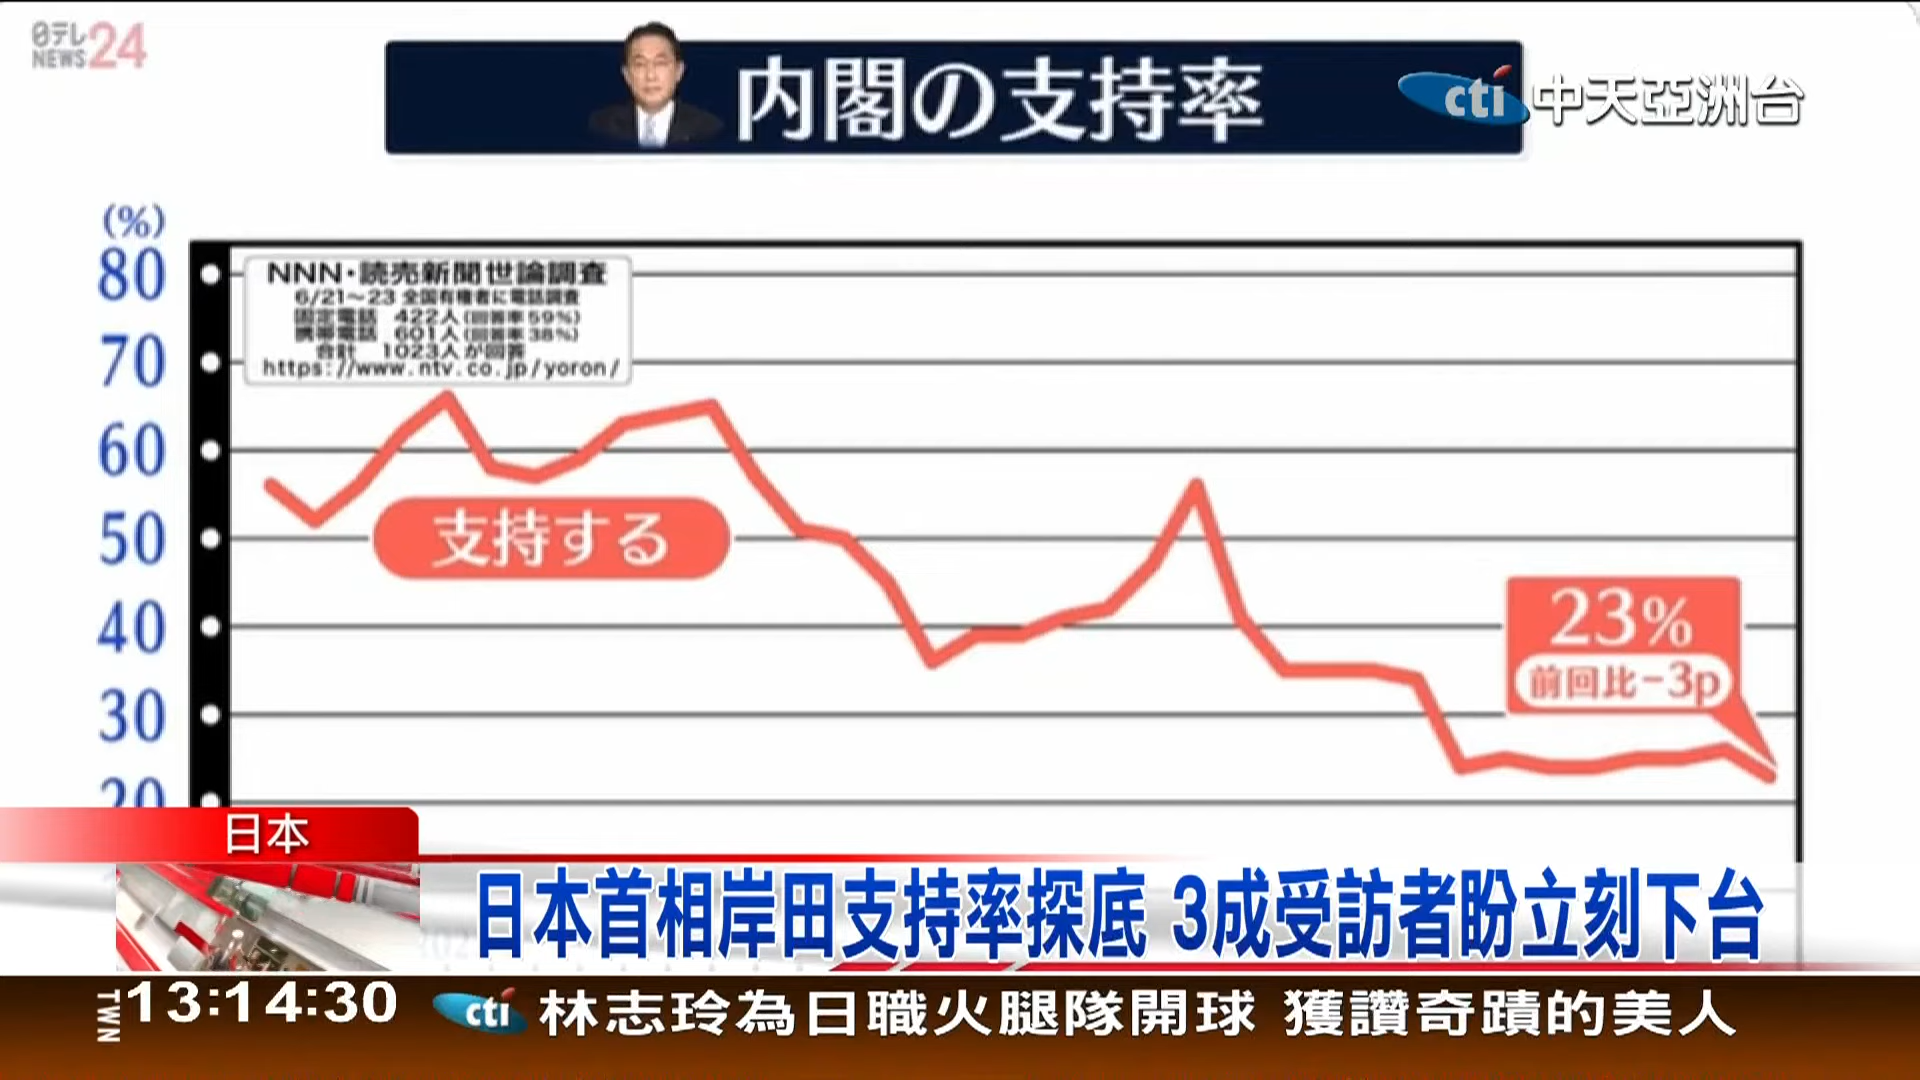 日テレ
NEWS24
内閣の支持率
cti 中天亞洲台
(%)
80
70
60
50
40
30
20
NNN・読売新聞世論調査
6/21～23 全国有権者に電話調査
固定電話 422人(回答率59%)
携帯電話 601人(回答率38%)
合計 1023人が回答
https://www.ntv.co.jp/yoron/
支持する
23%
前回比-3p
日本
日本首相岸田支持率探底 3成受訪者盼立刻下台
TWN 13:14:30
cti 林志玲為日職火腿隊開球 獲讚奇蹟的美人